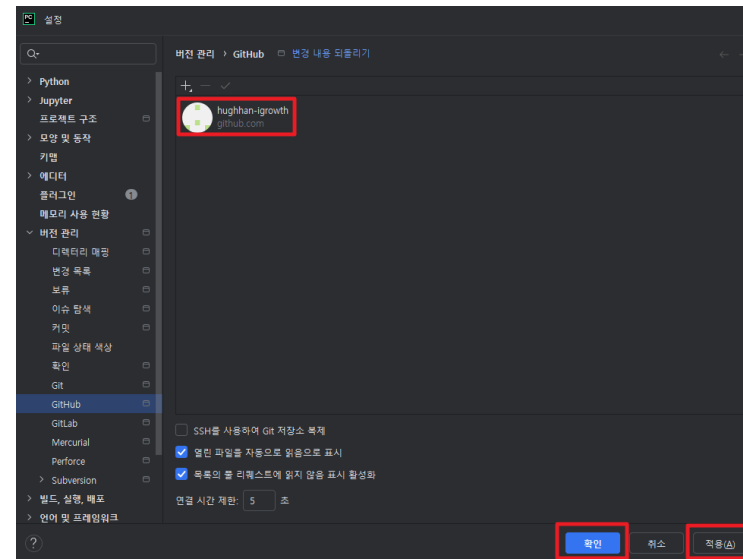 PC 설정
버전 관리 › GitHub 변경 내용 되돌리기
Python
Jupyter
프로젝트 구조
모양 및 동작
키맵
에디터
플러그인 1
메모리 사용 현황
버전 관리
디렉터리 매핑
변경 목록
보류
이슈 탐색
커밋
파일 상태 색상
확인
Git
GitHub
GitLab
Mercurial
Perforce
Subversion
빌드, 실행, 배포
언어 및 프레임워크
hughhan-igrowth
github.com
SSH를 사용하여 Git 저장소 복제
열린 파일을 자동으로 읽음으로 표시
목록의 풀 리퀘스트에 읽지 않음 표시 활성화
연결 시간 제한: 5 초
? 확인 취소 적용(A)